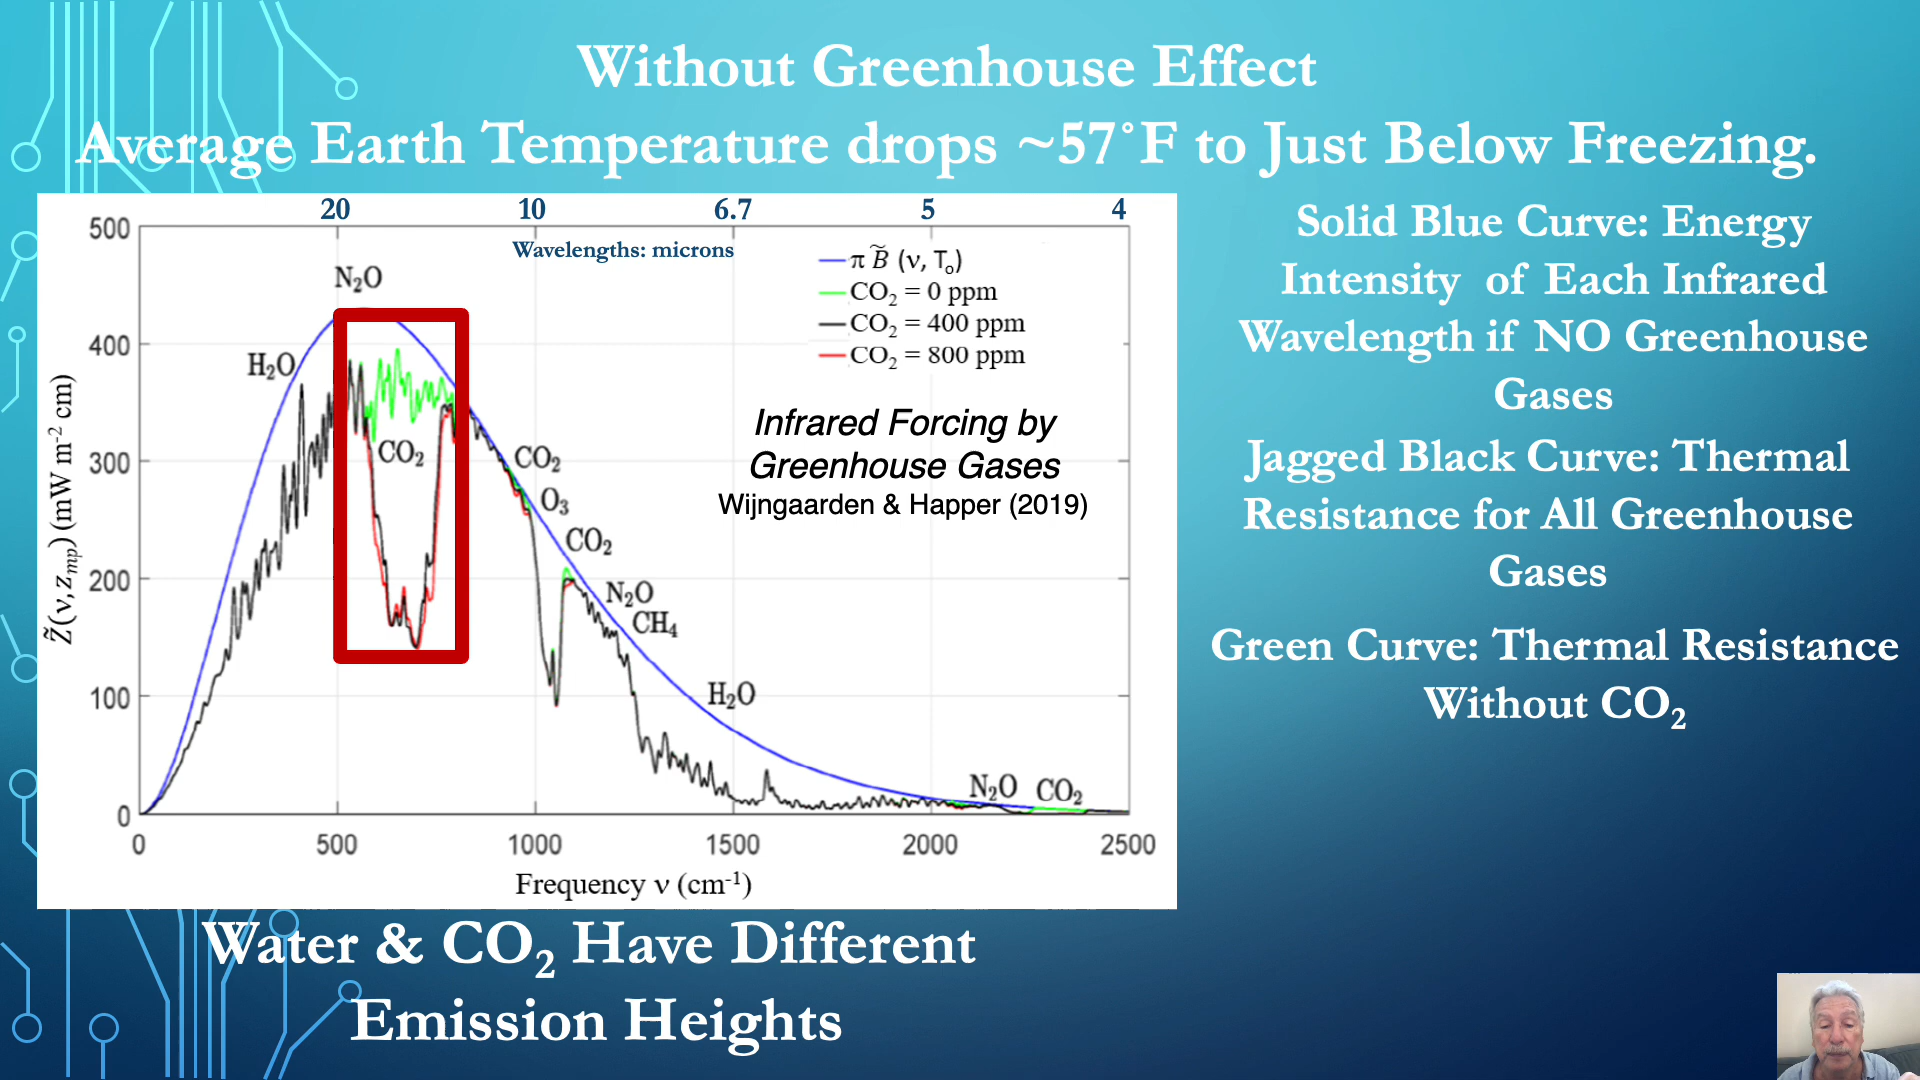 Without Greenhouse Effect
Average Earth Temperature drops ~57°F to Just Below Freezing.
20 10 6.7 5 4
Wavelengths: microns
500
400
300
200
100
0
0 500 1000 1500 2000 2500
Z̃(ν, z_mp) (mW m⁻² cm)
Frequency ν (cm⁻¹)
N₂O
H₂O
CO₂
CO₂
O₃
CO₂
N₂O
CH₄
H₂O
N₂O
CO₂
π B̃ (ν, Tₒ)
CO₂ = 0 ppm
CO₂ = 400 ppm
CO₂ = 800 ppm
Infrared Forcing by
Greenhouse Gases
Wijngaarden & Happer (2019)
Solid Blue Curve: Energy
Intensity of Each Infrared
Wavelength if NO Greenhouse
Gases
Jagged Black Curve: Thermal
Resistance for All Greenhouse
Gases
Green Curve: Thermal Resistance
Without CO₂
Water & CO₂ Have Different
Emission Heights